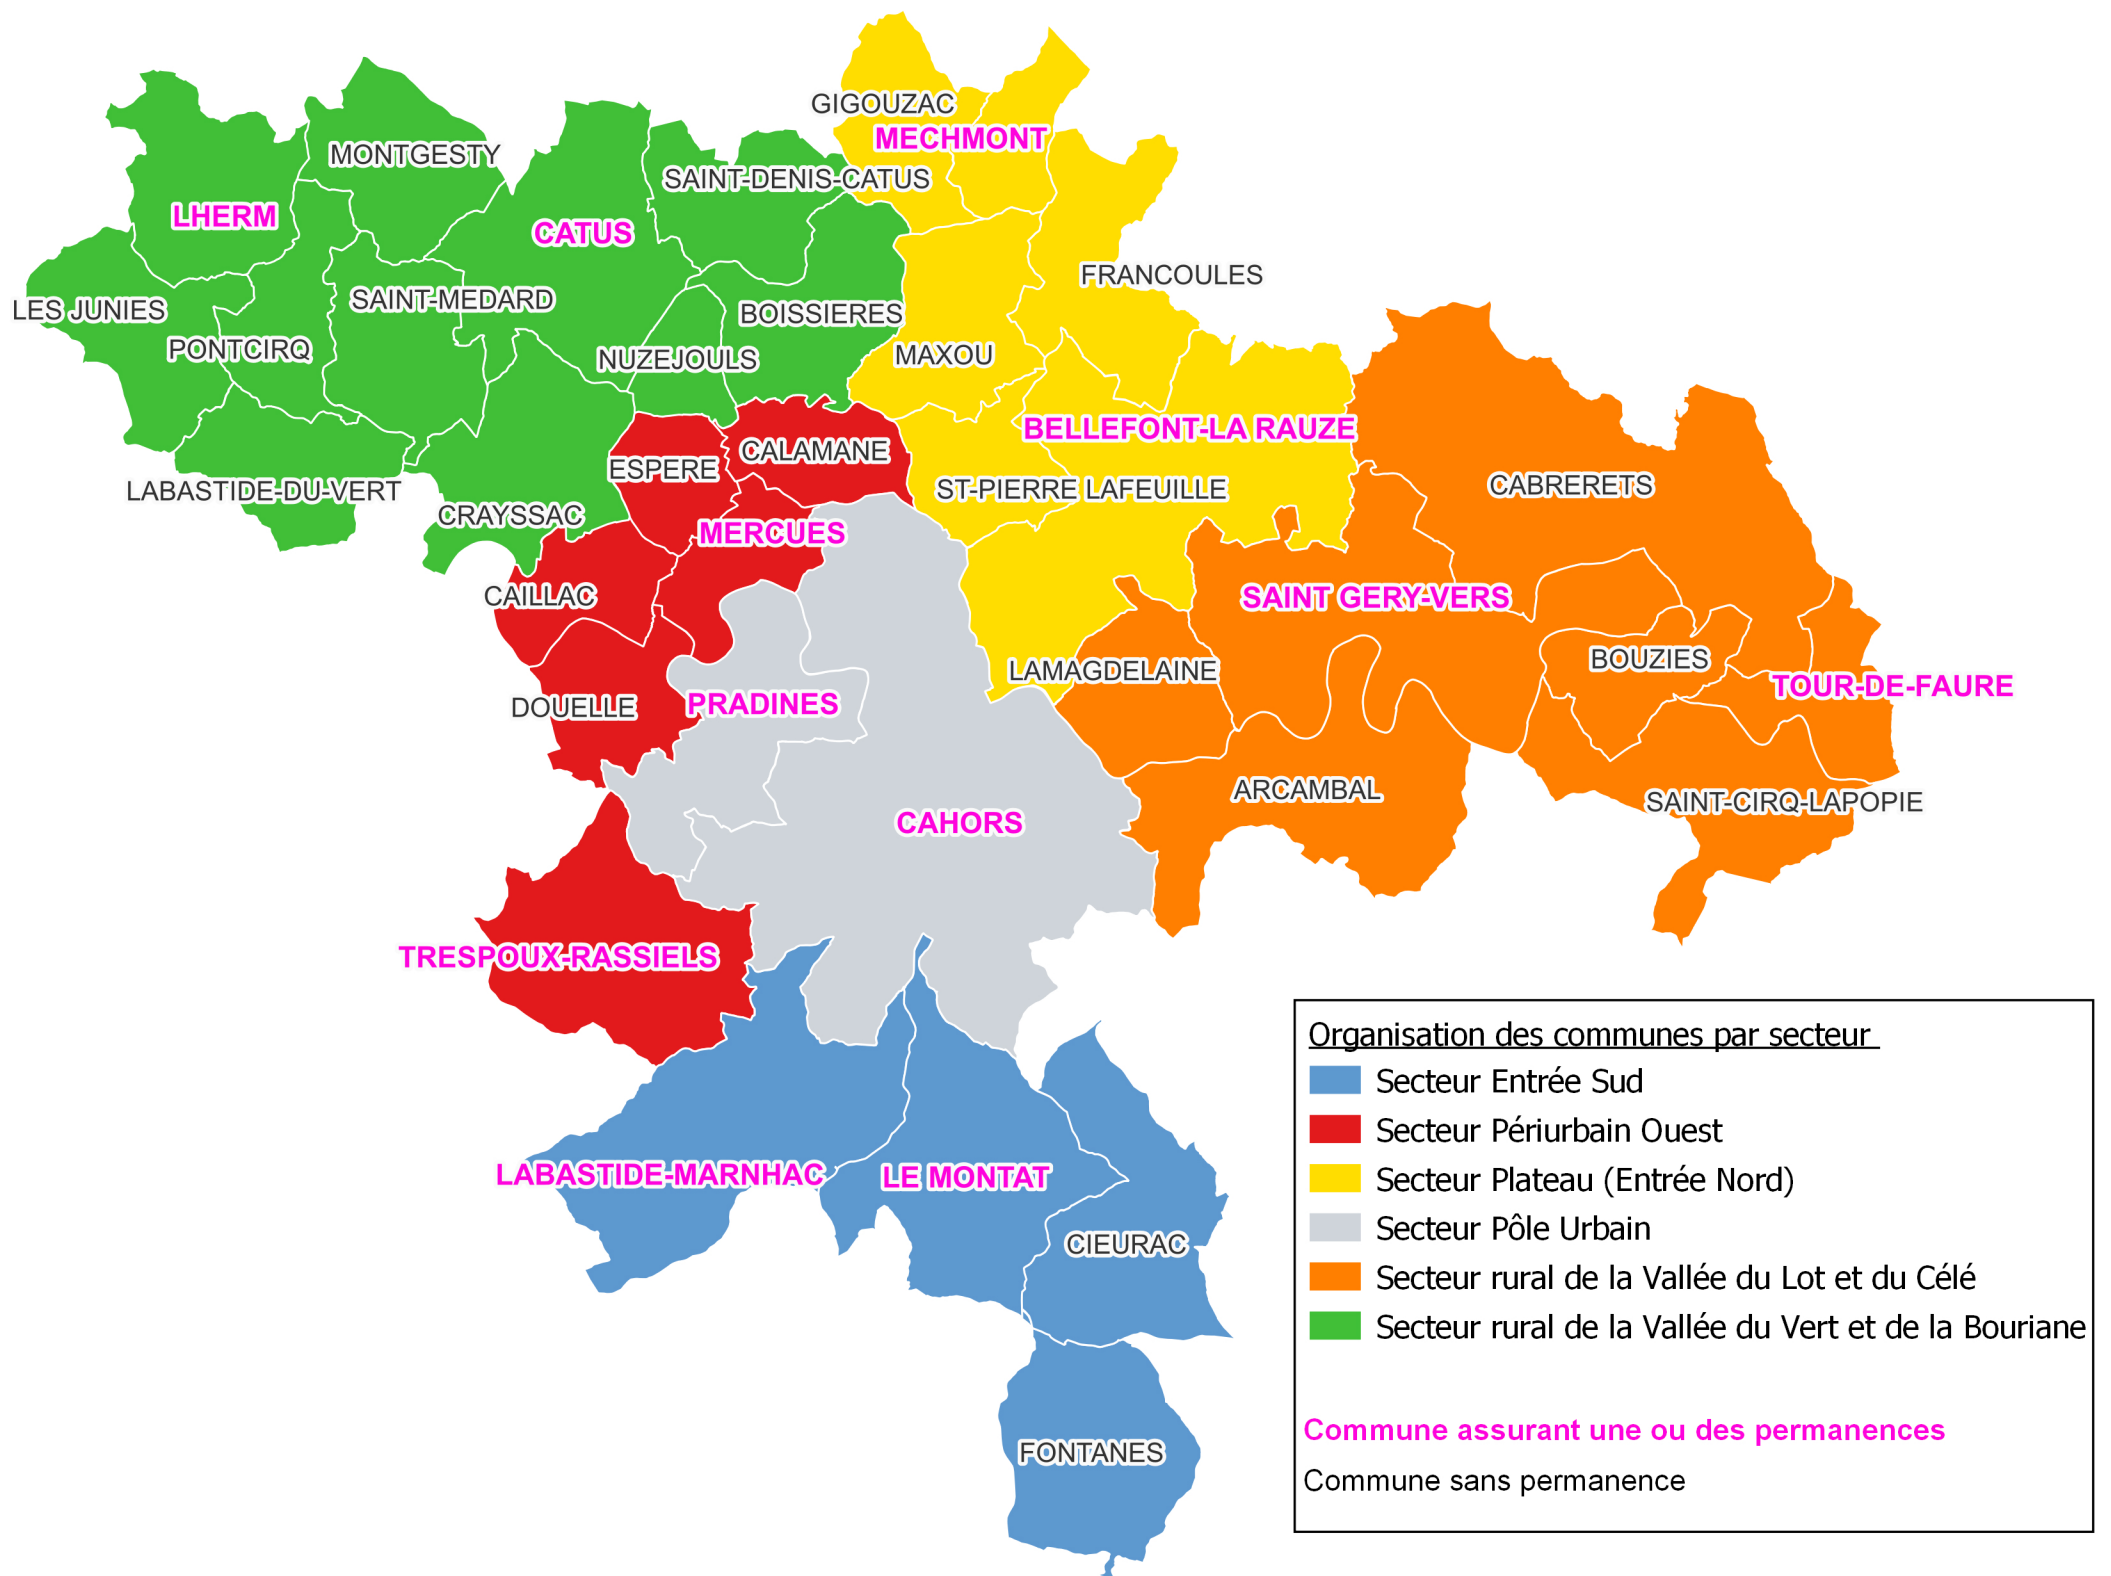 GIGOUZAC
MECHMONT
MONTGESTY
SAINT-DENIS-CATUS
LHERM
CATUS
FRANCOULES
LES JUNIES
SAINT-MEDARD
BOISSIERES
PONTCIRQ
NUZEJOULS
MAXOU
BELLEFONT-LA RAUZE
CALAMANE
ESPERE
CABRERETS
LABASTIDE-DU-VERT
ST-PIERRE LAFEUILLE
CRAYSSAC
MERCUES
CAILLAC
SAINT GERY-VERS
BOUZIES
LAMAGDELAINE
TOUR-DE-FAURE
DOUELLE
PRADINES
ARCAMBAL
SAINT-CIRQ-LAPOPIE
CAHORS
TRESPOUX-RASSIELS
LABASTIDE-MARNHAC
LE MONTAT
CIEURAC
FONTANES
Organisation des communes par secteur
Secteur Entrée Sud
Secteur Périurbain Ouest
Secteur Plateau (Entrée Nord)
Secteur Pôle Urbain
Secteur rural de la Vallée du Lot et du Célé
Secteur rural de la Vallée du Vert et de la Bouriane
Commune assurant une ou des permanences
Commune sans permanence